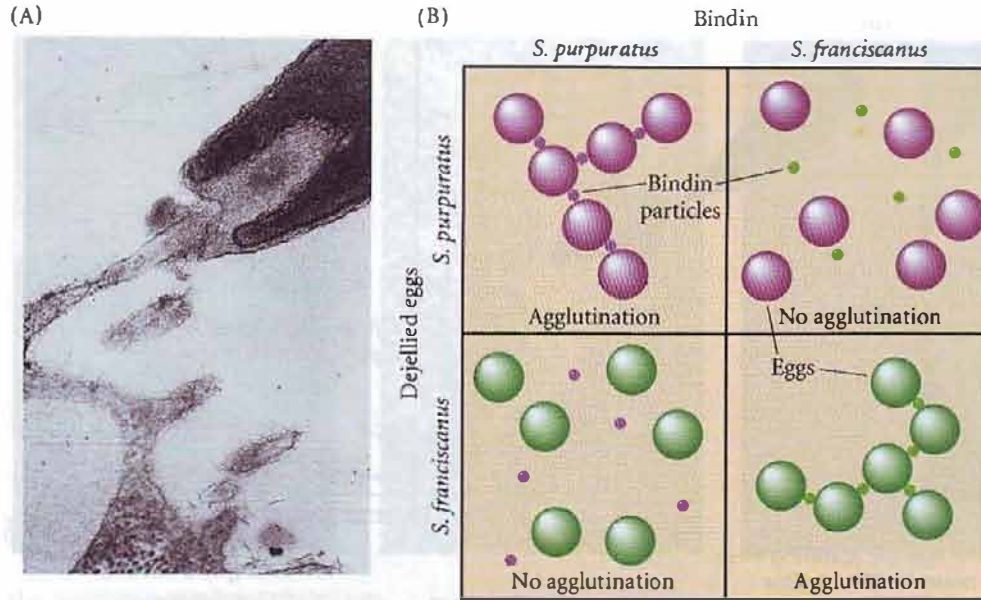 (A)
(B)
Bindin
S. purpuratus
S. franciscanus
Dejellied eggs
S. purpuratus
Bindin
particles
Agglutination
No agglutination
S. franciscanus
Eggs
No agglutination
Agglutination